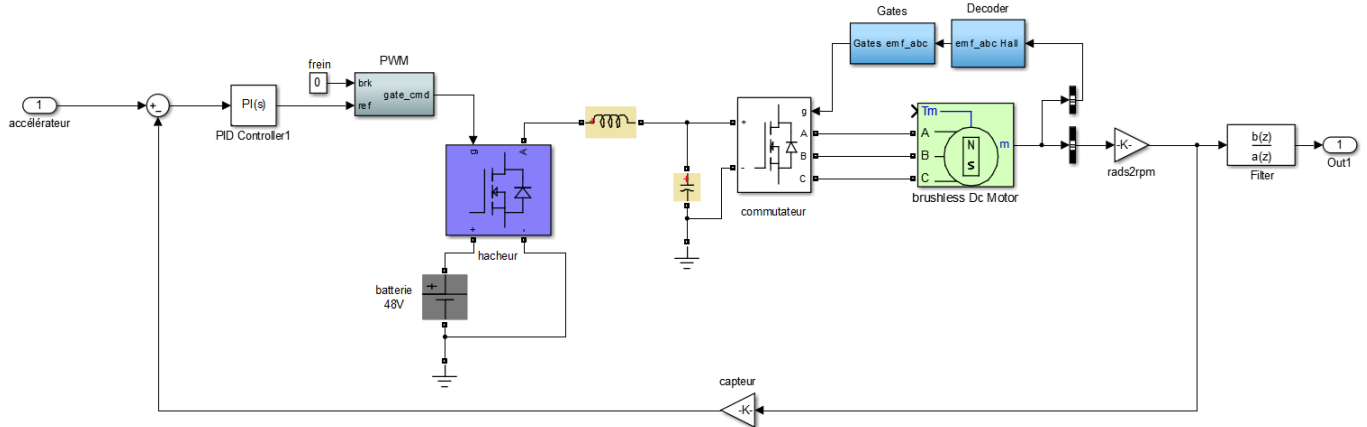 Gates
Decoder
Gates emf_abc
emf_abc Hall
frein
PWM
0
brk
ref
gate_cmd
1
accélérateur
+
−
PI(s)
PID Controller1
g
A
+
-
hacheur
batterie
48V
+
+
+
g
+
-
A
B
C
commutateur
Tm
A
B
C
N
S
m
brushless Dc Motor
-K-
rads2rpm
b(z)
a(z)
Filter
1
Out1
capteur
-K-